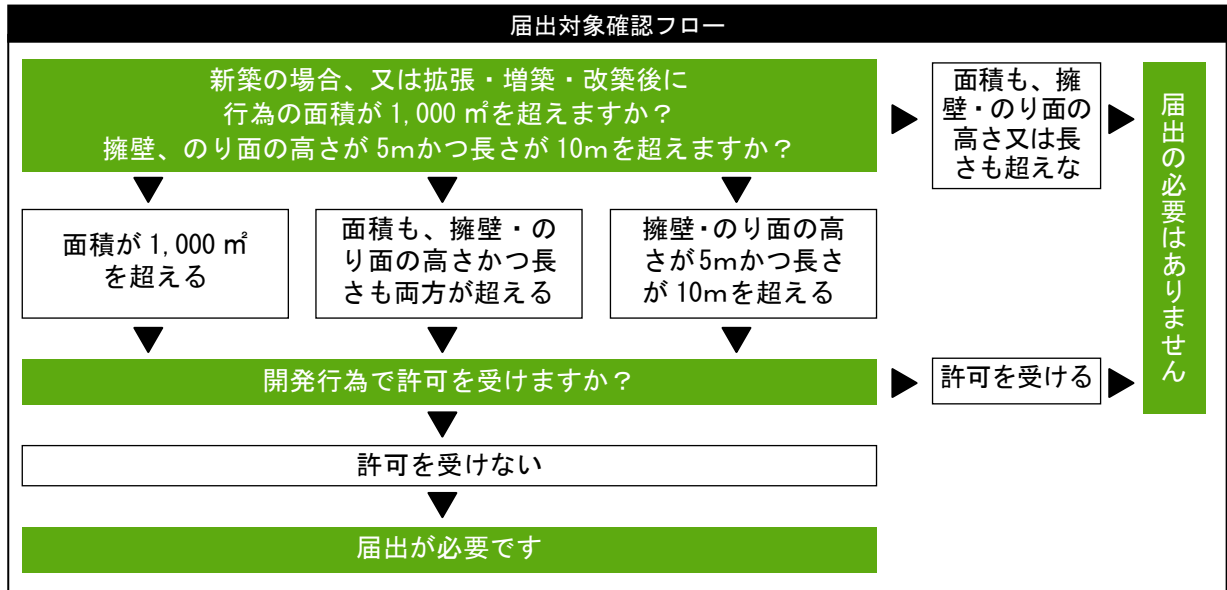 届出対象確認フロー
新築の場合、又は拡張・増築・改築後に
行為の面積が 1,000 ㎡を超えますか？
擁壁、のり面の高さが 5ｍかつ長さが 10ｍを超えますか？
面積も、擁
壁・のり面の
高さ又は長
さも超えな
届出の必要はありません
面積が 1,000 ㎡
を超える
面積も、擁壁・の
り面の高さかつ長
さも両方が超える
擁壁・のり面の高
さが5ｍかつ長さ
が 10ｍを超える
開発行為で許可を受けますか？
許可を受ける
許可を受けない
届出が必要です